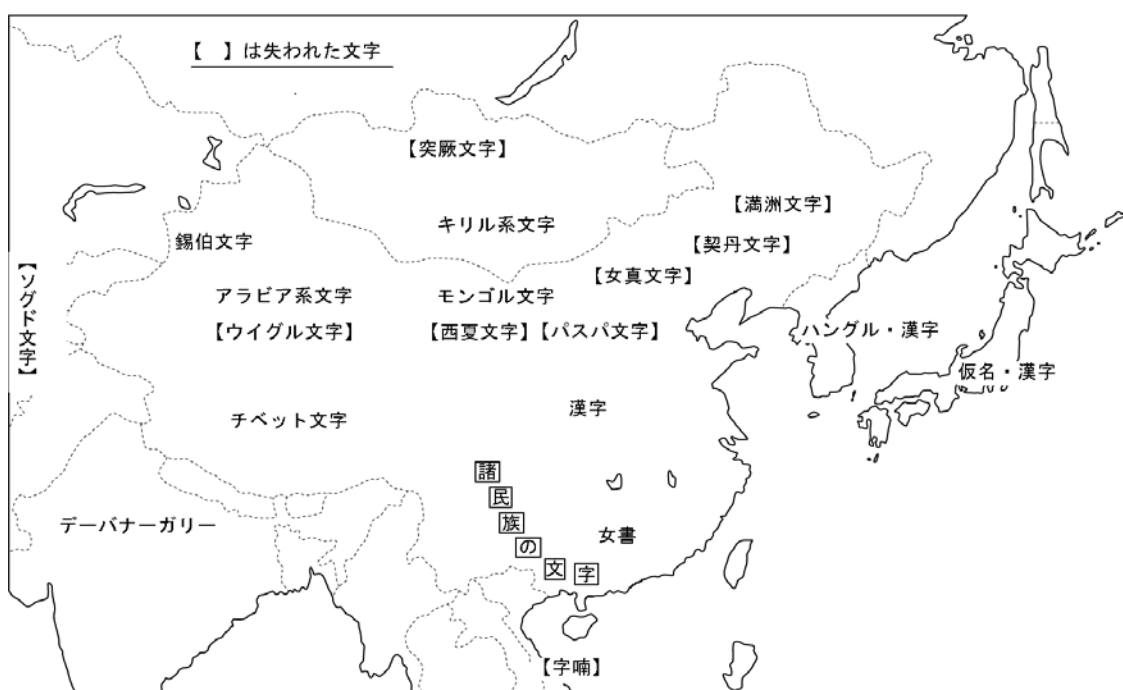 【 】は失われた文字
【突厥文字】
【満洲文字】
キリル系文字
錫伯文字
【契丹文字】
【女真文字】
アラビア系文字
モンゴル文字
【ソグド文字】
【ウイグル文字】
【西夏文字】
【パスパ文字】
ハングル・漢字
仮名・漢字
チベット文字
漢字
諸民族の文字
デーバナーガリー
女書
【字喃】